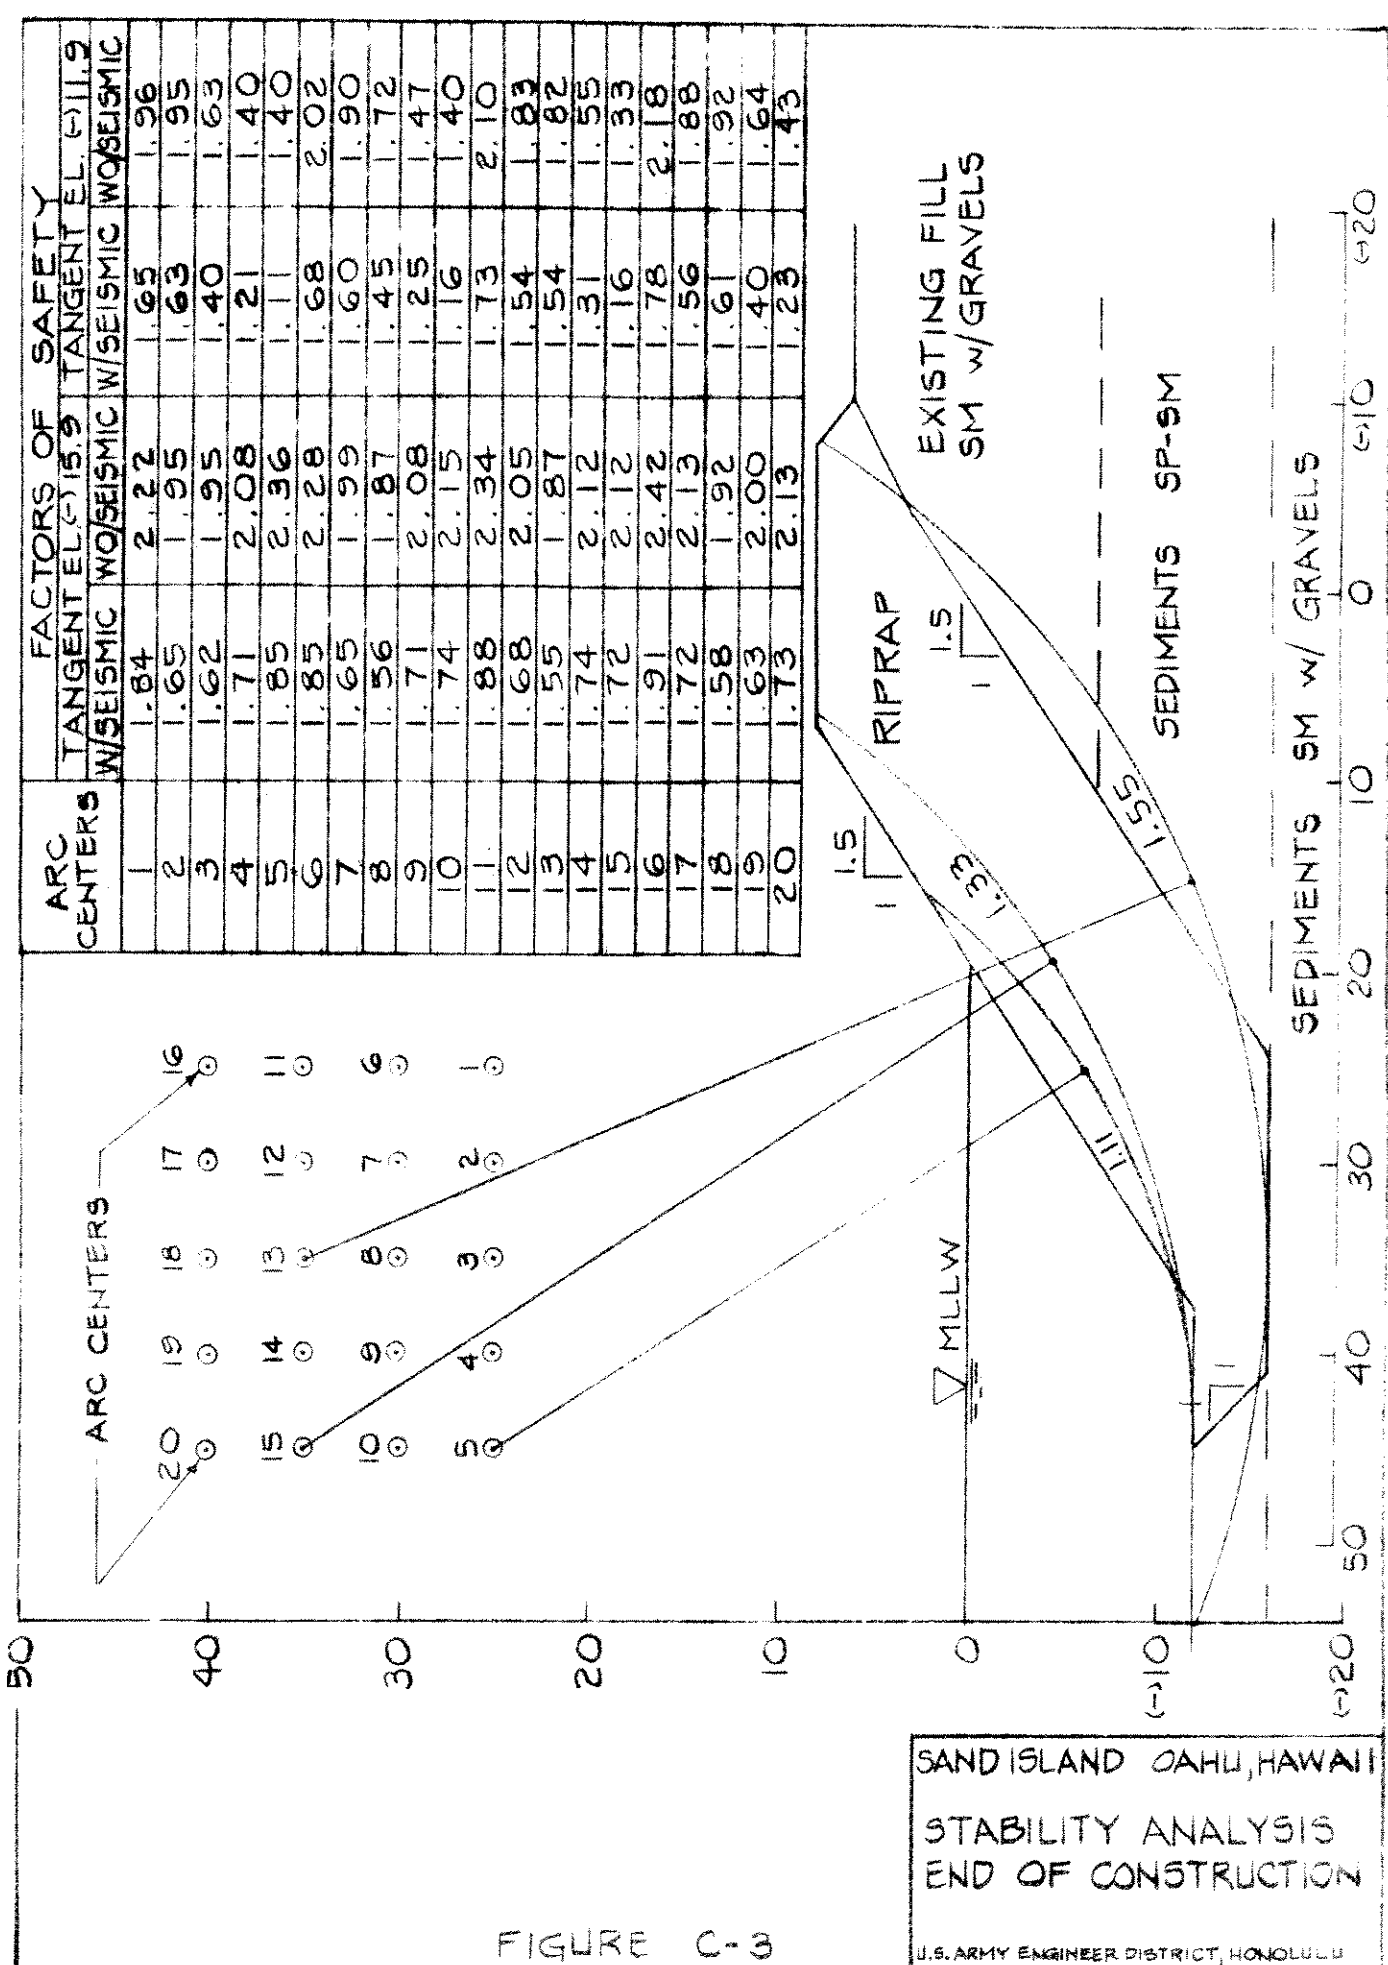 FACTORS OF SAFETY
ARC CENTERS | TANGENT EL.(-)15.9 | TANGENT EL.(-)11.9
W/SEISMIC | WO/SEISMIC | W/SEISMIC | WO/SEISMIC
1 | 1.84 | 2.22 | 1.65 | 1.96
2 | 1.65 | 1.95 | 1.63 | 1.95
3 | 1.62 | 1.95 | 1.40 | 1.63
4 | 1.71 | 2.08 | 1.21 | 1.40
5 | 1.85 | 2.36 | 1.11 | 1.40
6 | 1.85 | 2.28 | 1.68 | 2.02
7 | 1.65 | 1.99 | 1.60 | 1.90
8 | 1.56 | 1.87 | 1.45 | 1.72
9 | 1.71 | 2.08 | 1.25 | 1.47
10 | 1.74 | 2.15 | 1.16 | 1.40
11 | 1.88 | 2.34 | 1.73 | 2.10
12 | 1.68 | 2.05 | 1.54 | 1.83
13 | 1.55 | 1.87 | 1.54 | 1.82
14 | 1.74 | 2.12 | 1.31 | 1.55
15 | 1.72 | 2.12 | 1.16 | 1.33
16 | 1.91 | 2.42 | 1.78 | 2.18
17 | 1.72 | 2.13 | 1.56 | 1.88
18 | 1.58 | 1.92 | 1.61 | 1.92
19 | 1.63 | 2.00 | 1.40 | 1.64
20 | 1.73 | 2.13 | 1.23 | 1.43
50
40
30
20
10
0
(-)10
(-)20
ARC CENTERS
20 19 18 17 16
15 14 13 12 11
10 9 8 7 6
5 4 3 2 1
MLLW
RIPRAP
EXISTING FILL
SM w/GRAVELS
1.5
1
1.5
1
1.33
1.11
1.55
1
1
SEDIMENTS SP-SM
SEDIMENTS SM w/ GRAVELS
50 40 30 20 10 0 (-)10 (-)20
SAND ISLAND OAHU, HAWAII
STABILITY ANALYSIS
END OF CONSTRUCTION
U.S. ARMY ENGINEER DISTRICT, HONOLULU
FIGURE C-3